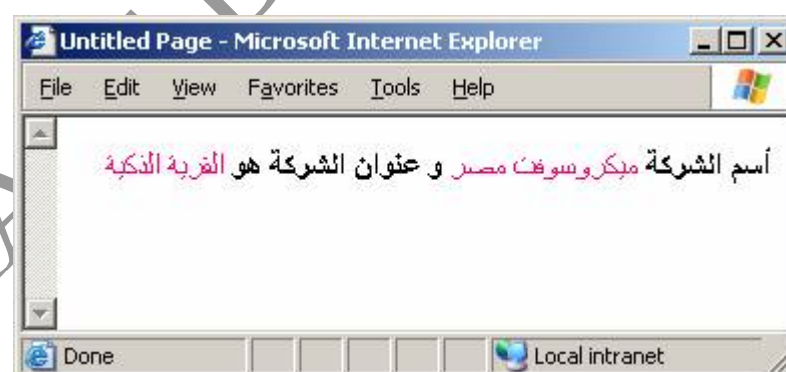 Untitled Page - Microsoft Internet Explorer
File Edit View Favorites Tools Help
أسم الشركة ميكروسوفت مصر و عنوان الشركة هو القرية الذكية
Done Local intranet